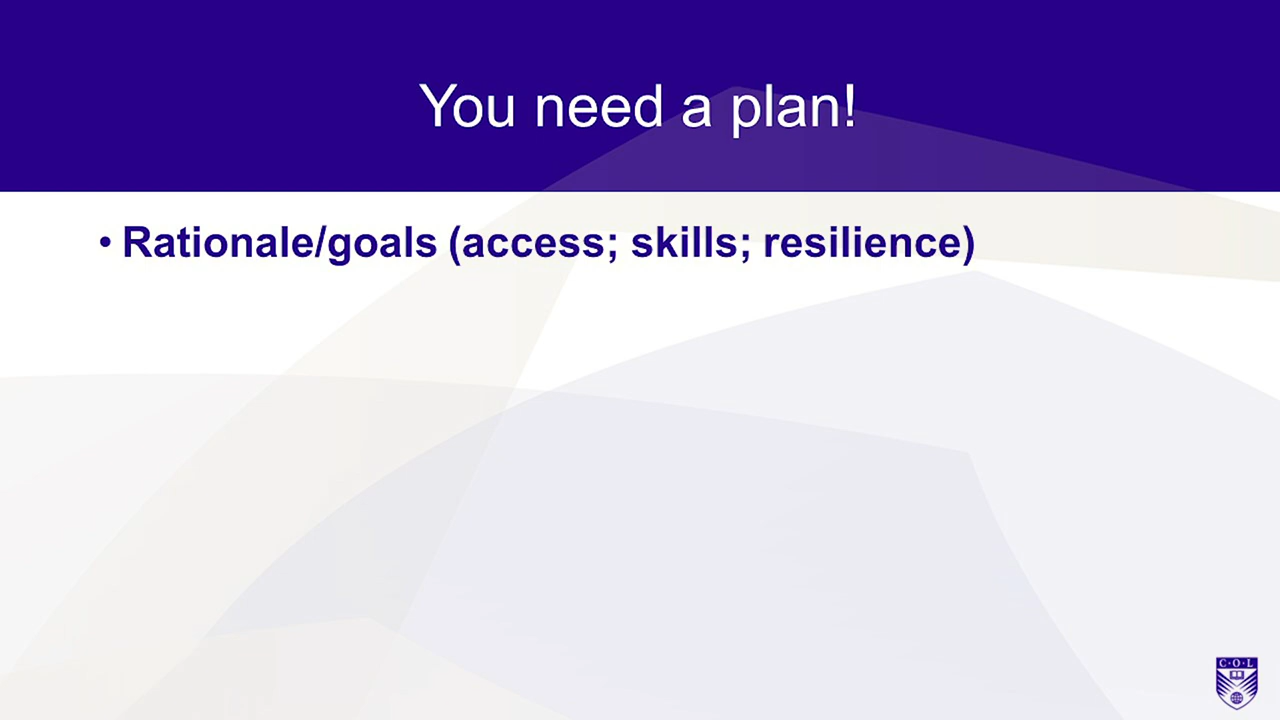 You need a plan!
• Rationale/goals (access; skills; resilience)
C·O·L